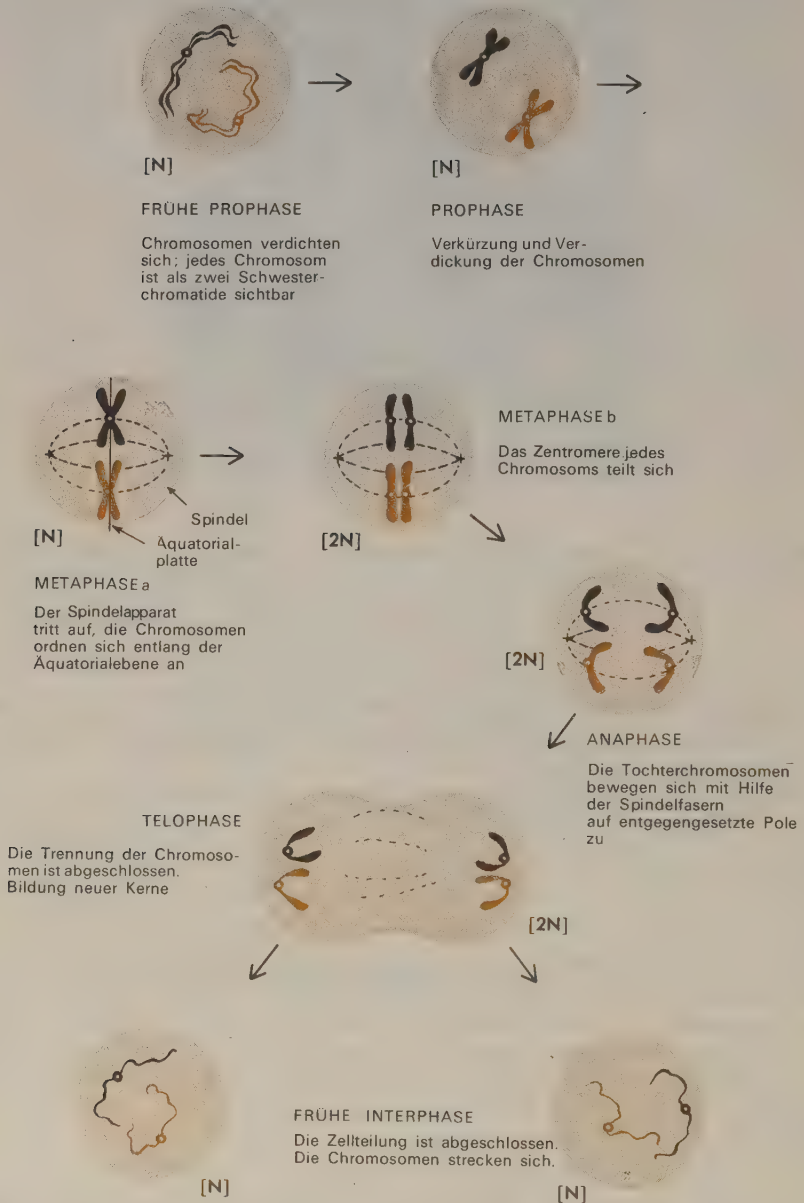 [N]
FRÜHE PROPHASE
Chromosomen verdichten
sich; jedes Chromosom
ist als zwei Schwester-
chromatide sichtbar
[N]
PROPHASE
Verkürzung und Ver-
dickung der Chromosomen
Spindel
Äquatorial-
platte
[N]
METAPHASE a
Der Spindelapparat
tritt auf, die Chromosomen
ordnen sich entlang der
Äquatorialebene an
[2N]
METAPHASE b
Das Zentromere jedes
Chromosoms teilt sich
[2N]
ANAPHASE
Die Tochterchromosomen
bewegen sich mit Hilfe
der Spindelfasern
auf entgegengesetzte Pole
zu
TELOPHASE
Die Trennung der Chromoso-
men ist abgeschlossen.
Bildung neuer Kerne
[2N]
FRÜHE INTERPHASE
Die Zellteilung ist abgeschlossen.
Die Chromosomen strecken sich.
[N]
[N]